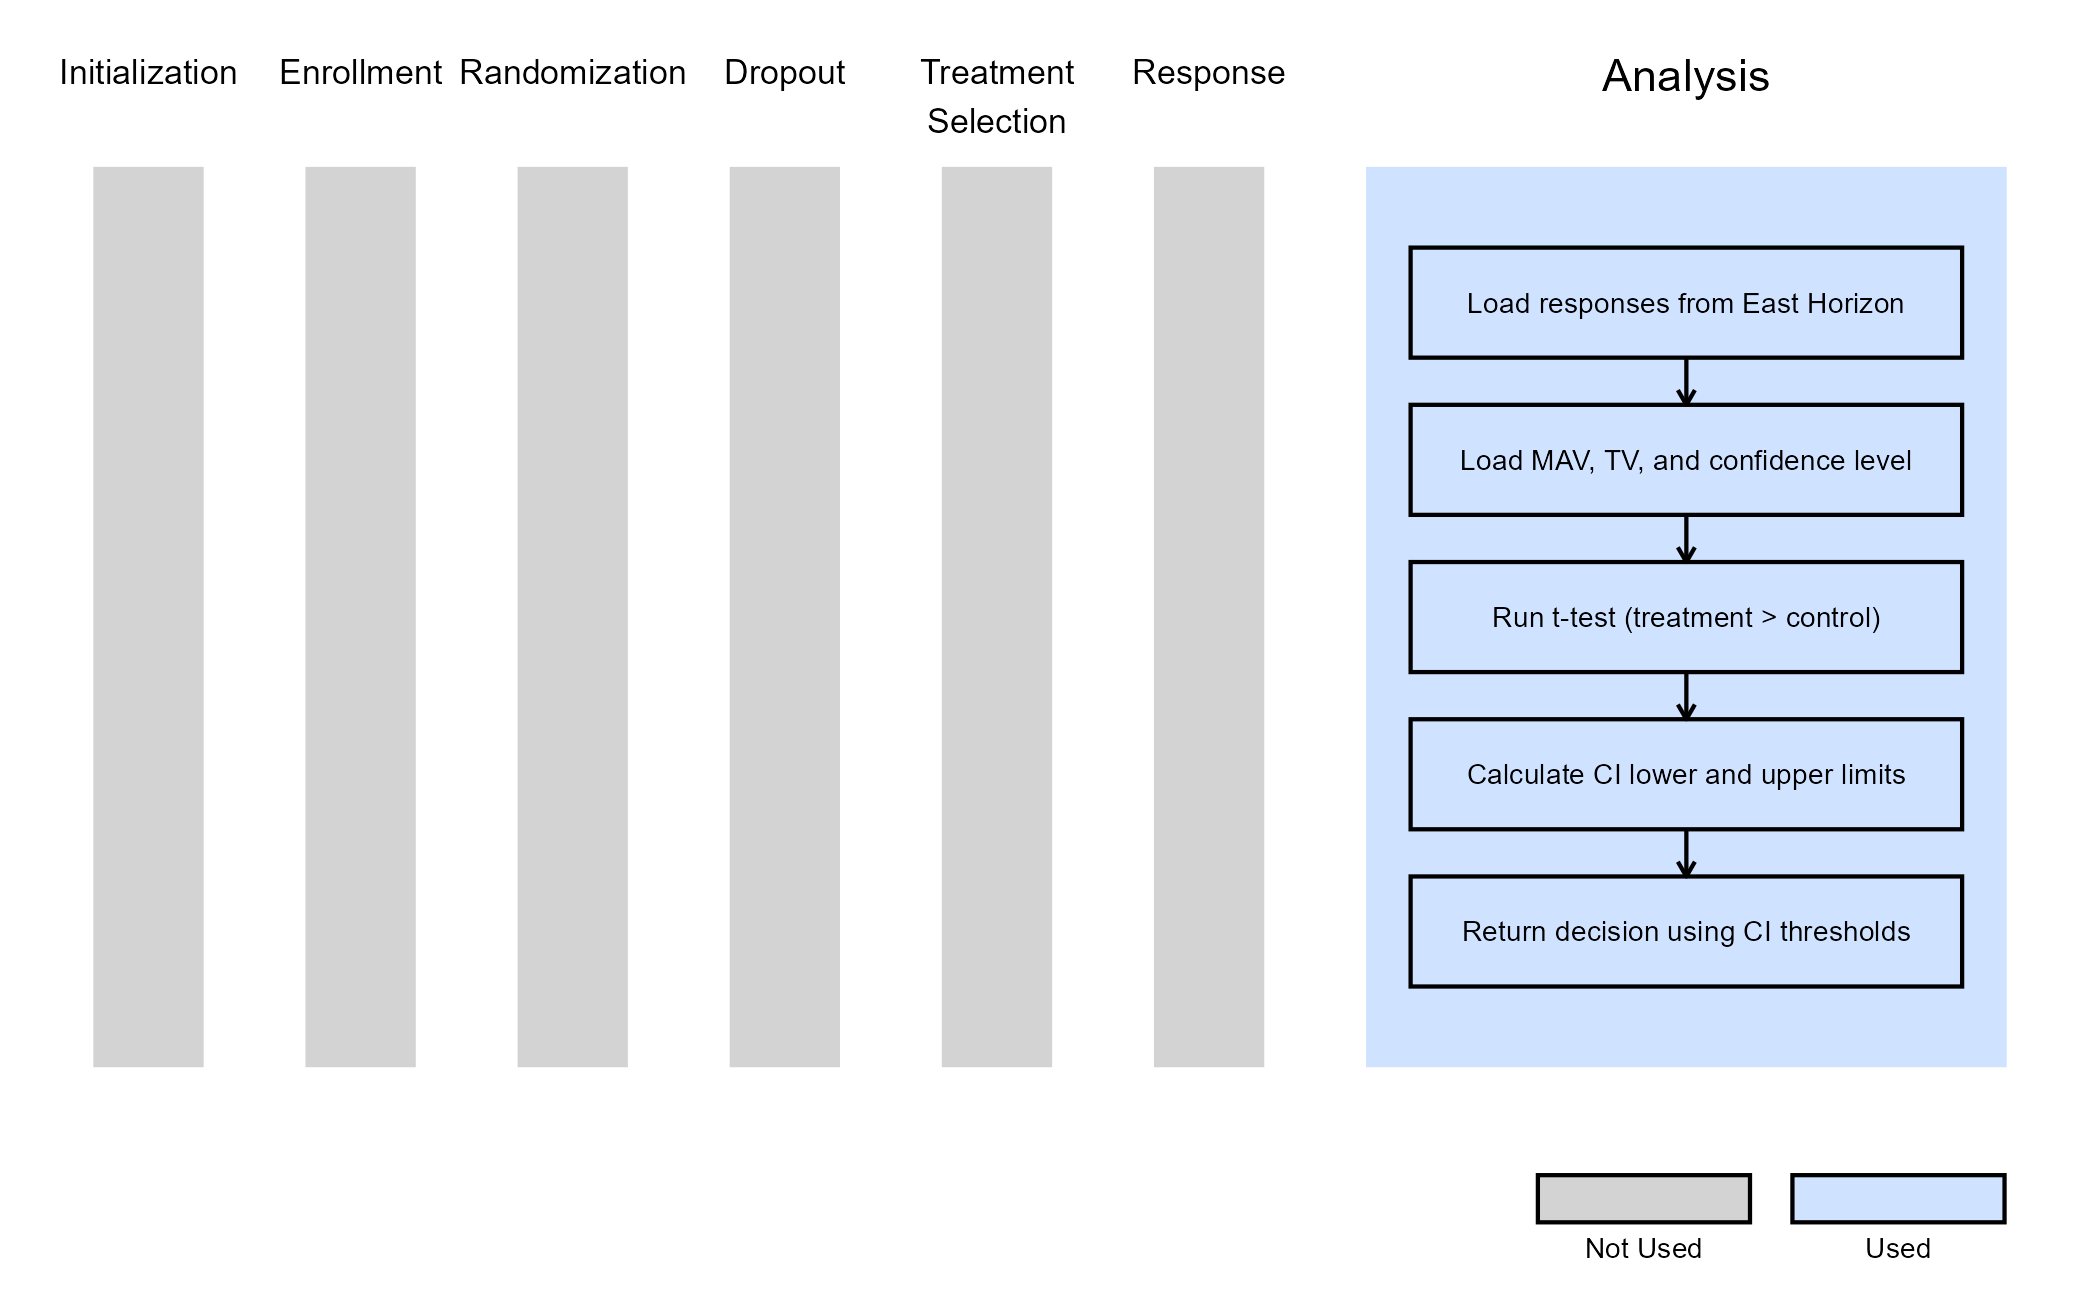 Initialization
Enrollment
Randomization
Dropout
Treatment
Selection
Response
Analysis
Load responses from East Horizon
Load MAV, TV, and confidence level
Run t-test (treatment > control)
Calculate CI lower and upper limits
Return decision using CI thresholds
Not Used
Used